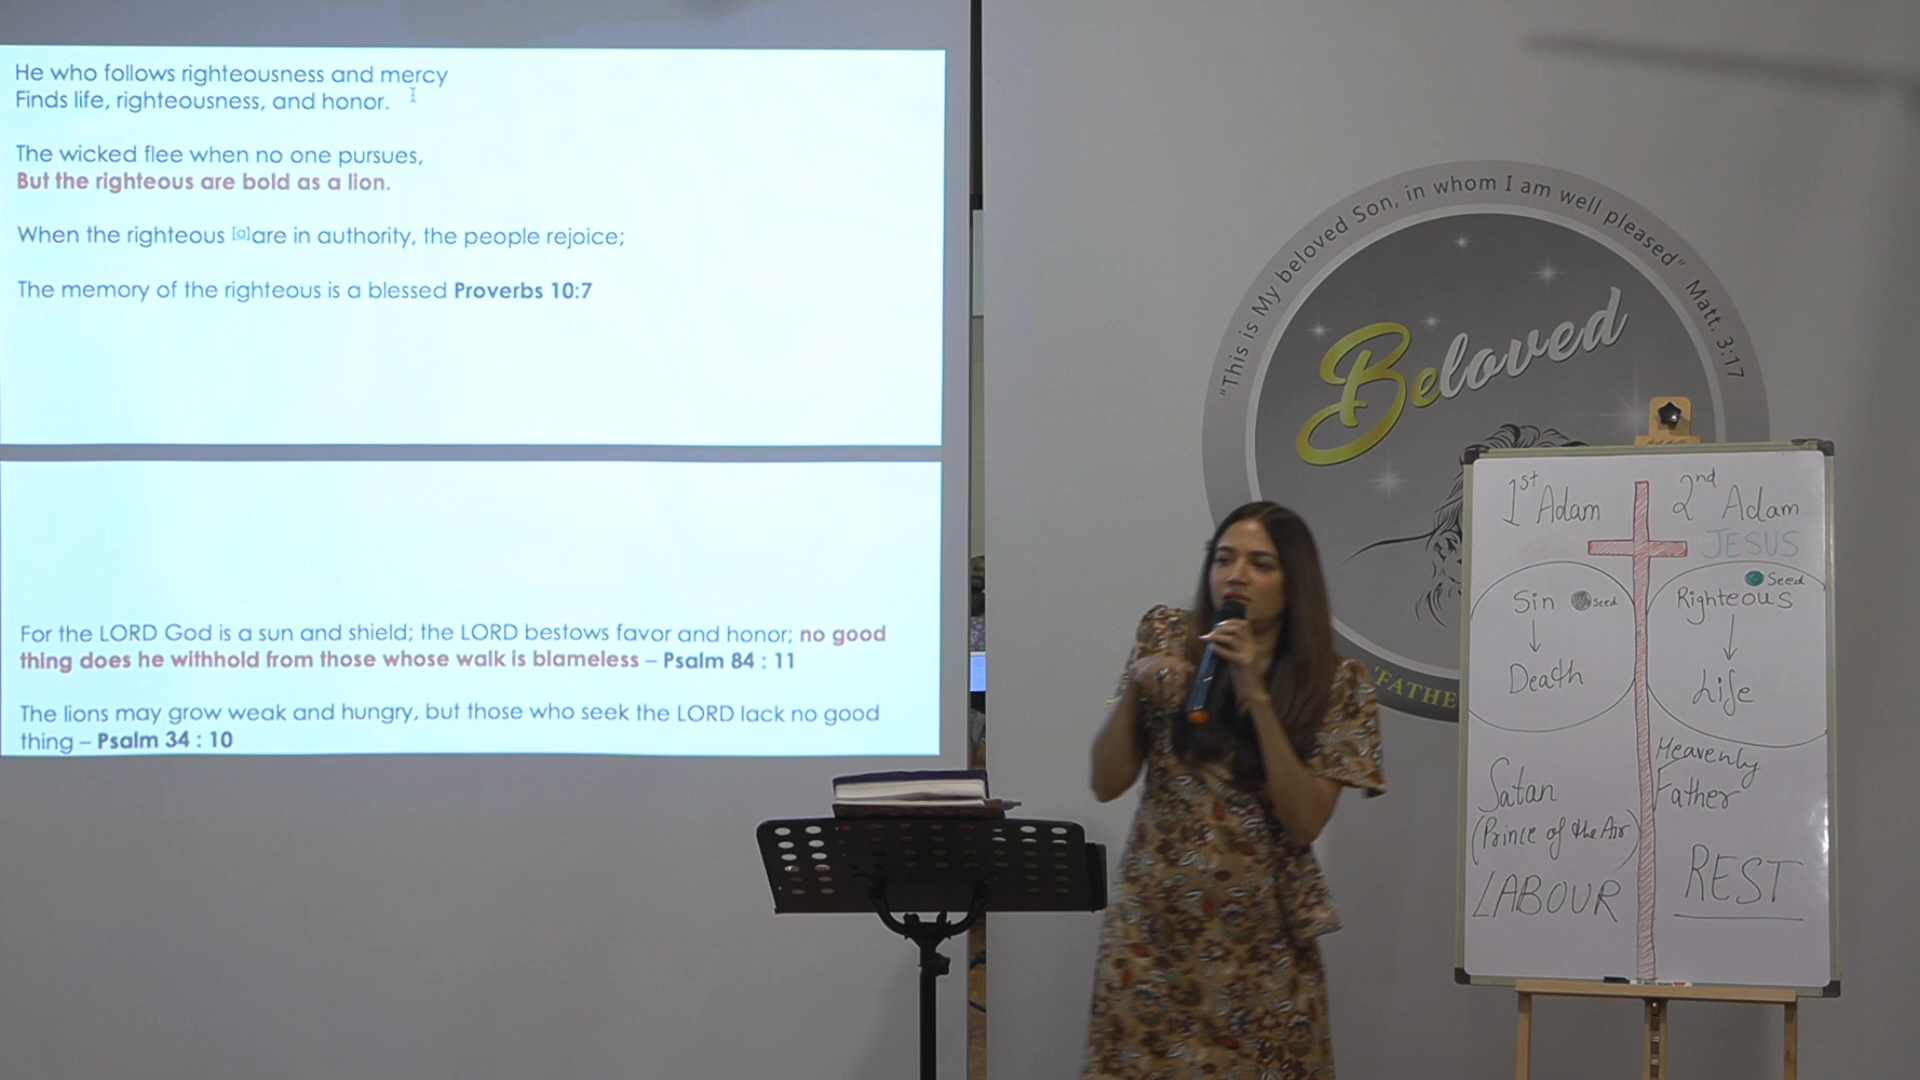 He who follows righteousness and mercy
Finds life, righteousness, and honor.
The wicked flee when no one pursues,
But the righteous are bold as a lion.
When the righteous [a]are in authority, the people rejoice;
The memory of the righteous is a blessed Proverbs 10:7
For the LORD God is a sun and shield; the LORD bestows favor and honor; no good
thing does he withhold from those whose walk is blameless – Psalm 84 : 11
The lions may grow weak and hungry, but those who seek the LORD lack no good
thing – Psalm 34 : 10
"This is My beloved Son, in whom I am well pleased" Matt. 3:17
Beloved
'FATHE
1st Adam
Sin Seed
Death
Satan
(Prince of the Air)
LABOUR
2nd Adam
JESUS
Seed
Righteous
Life
Heavenly
Father
REST